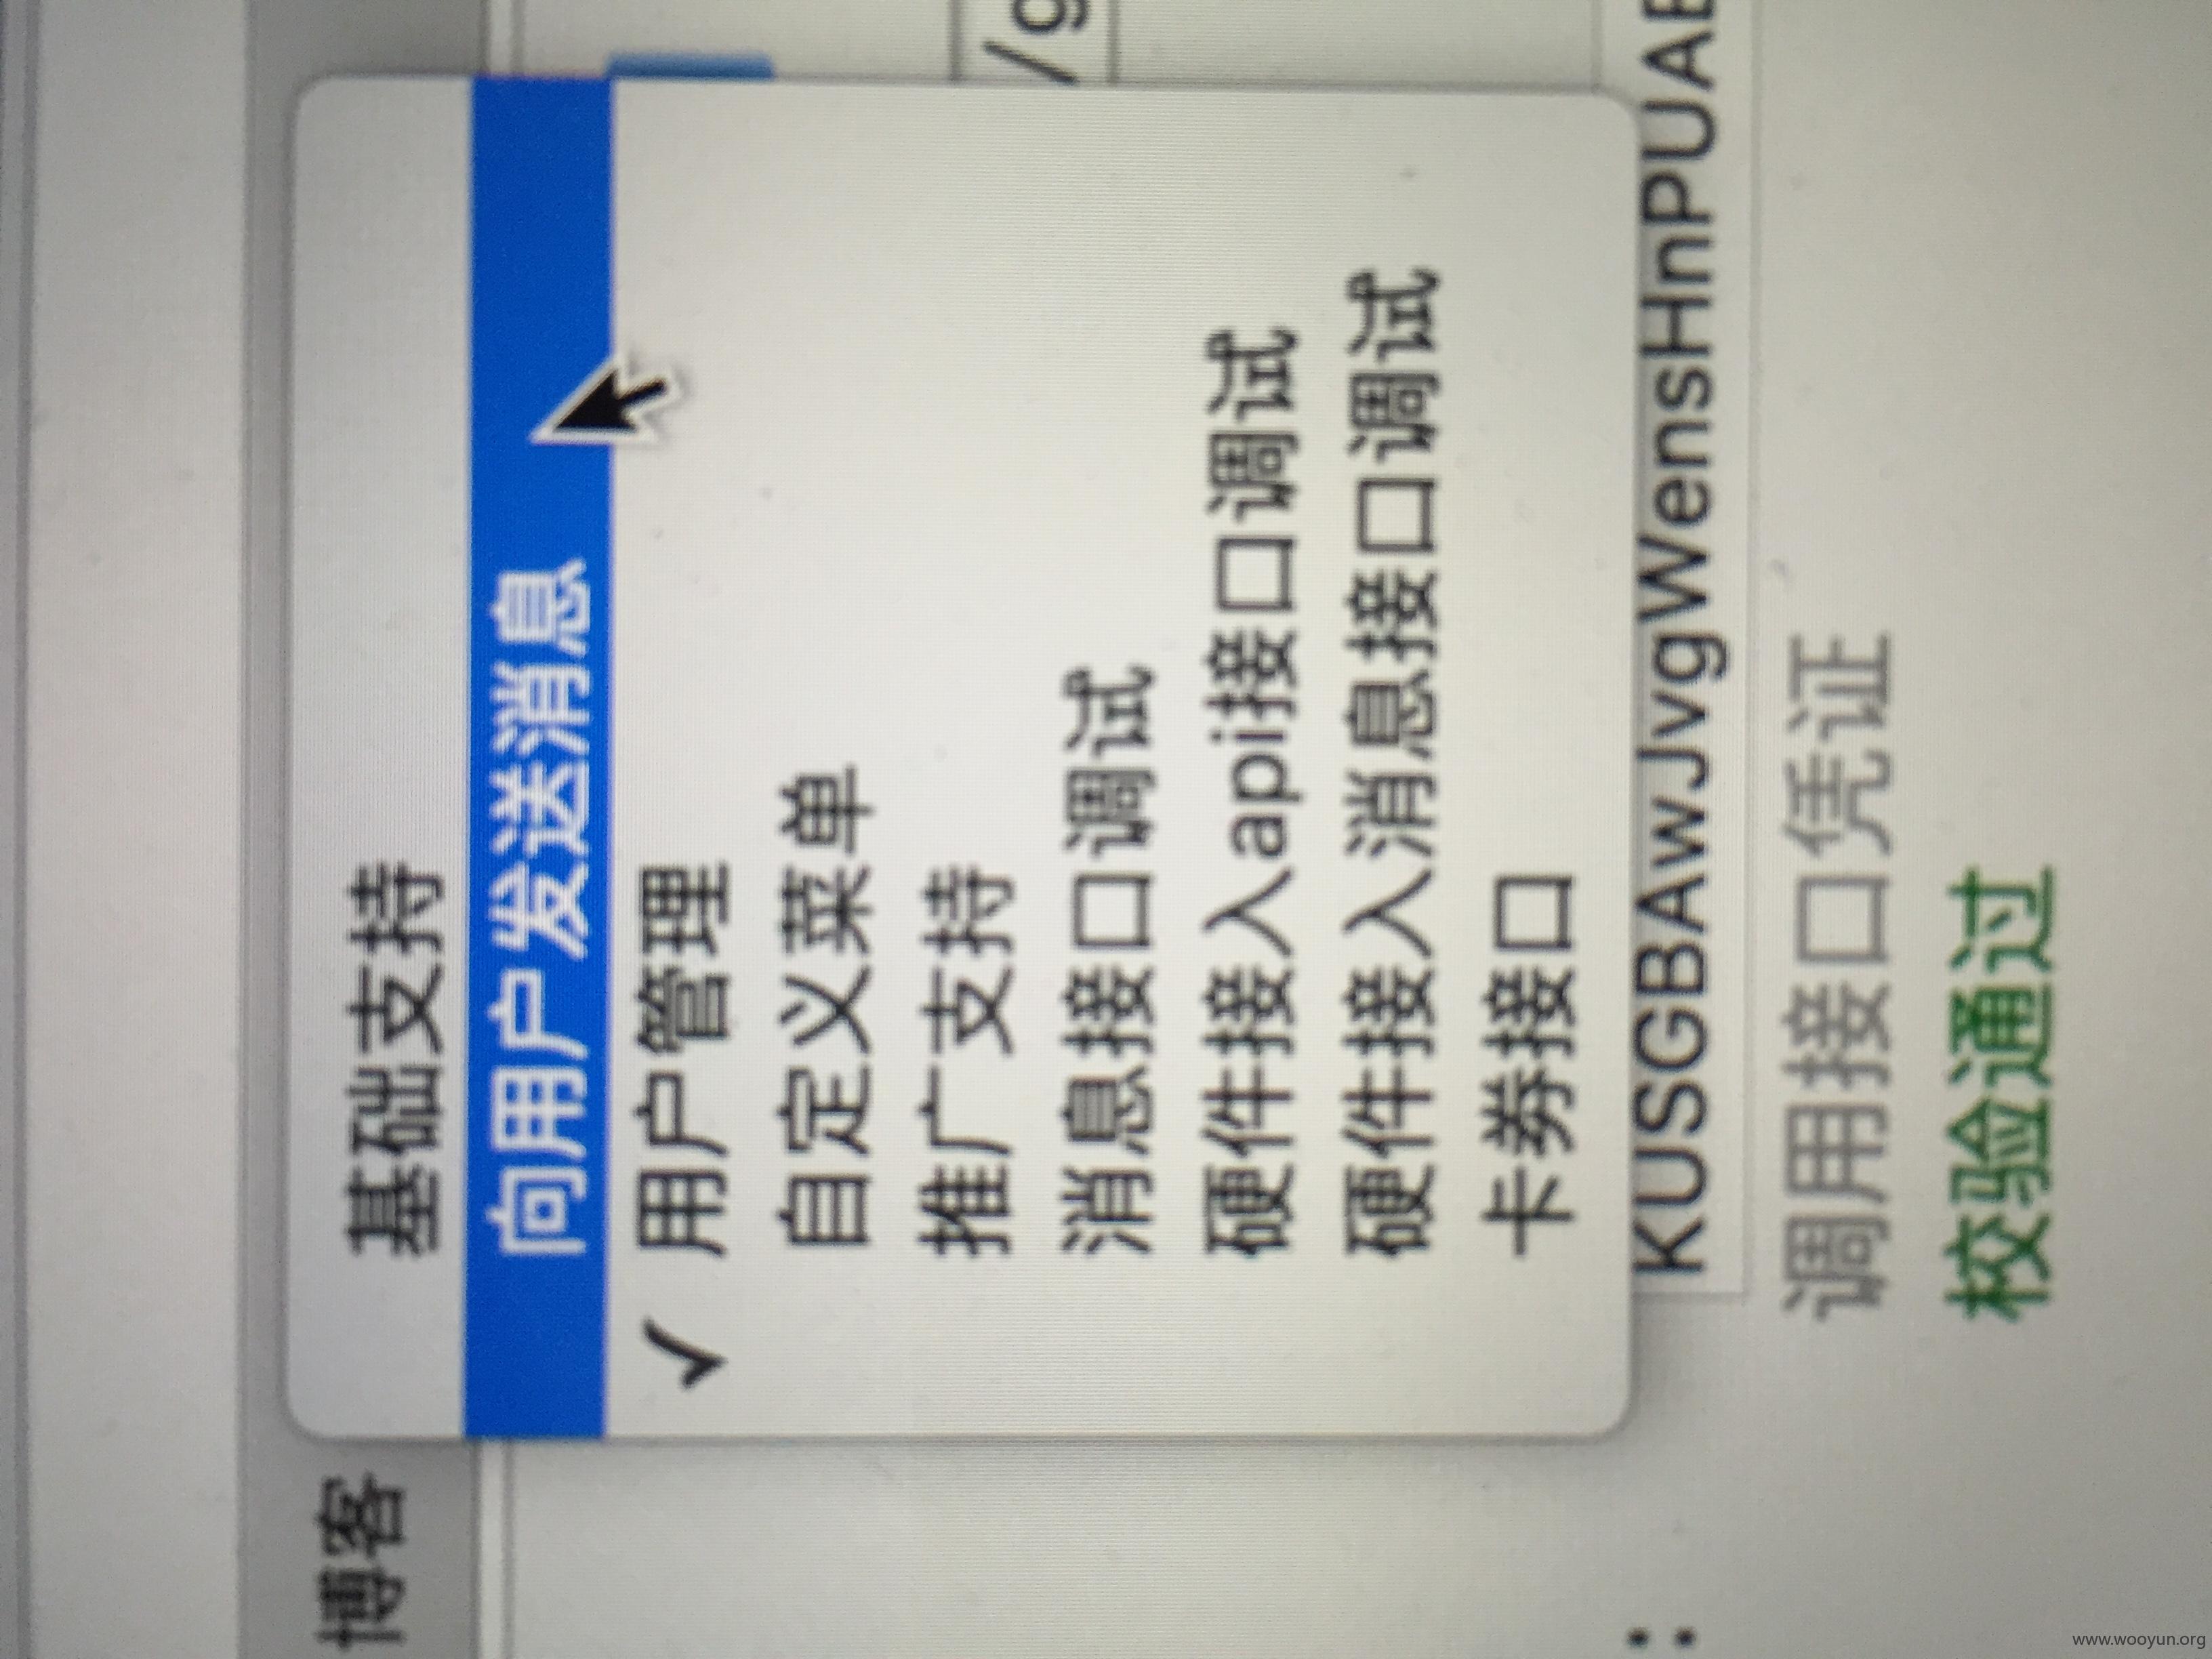 博客
基础支持
向用户发送消息
✓ 用户管理
自定义菜单
推广支持
/g
消息接口调试
硬件接入api接口调试
硬件接入消息接口调试
卡券接口
:
KUSGBAwJvgWensHnPUAE
调用接口凭证
校验通过
www.wooyun.org